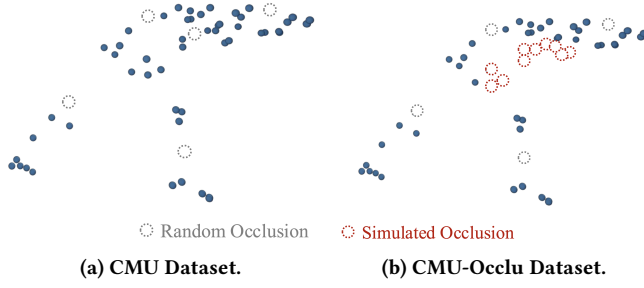 Random Occlusion Simulated Occlusion
(a) CMU Dataset. (b) CMU-Occlu Dataset.